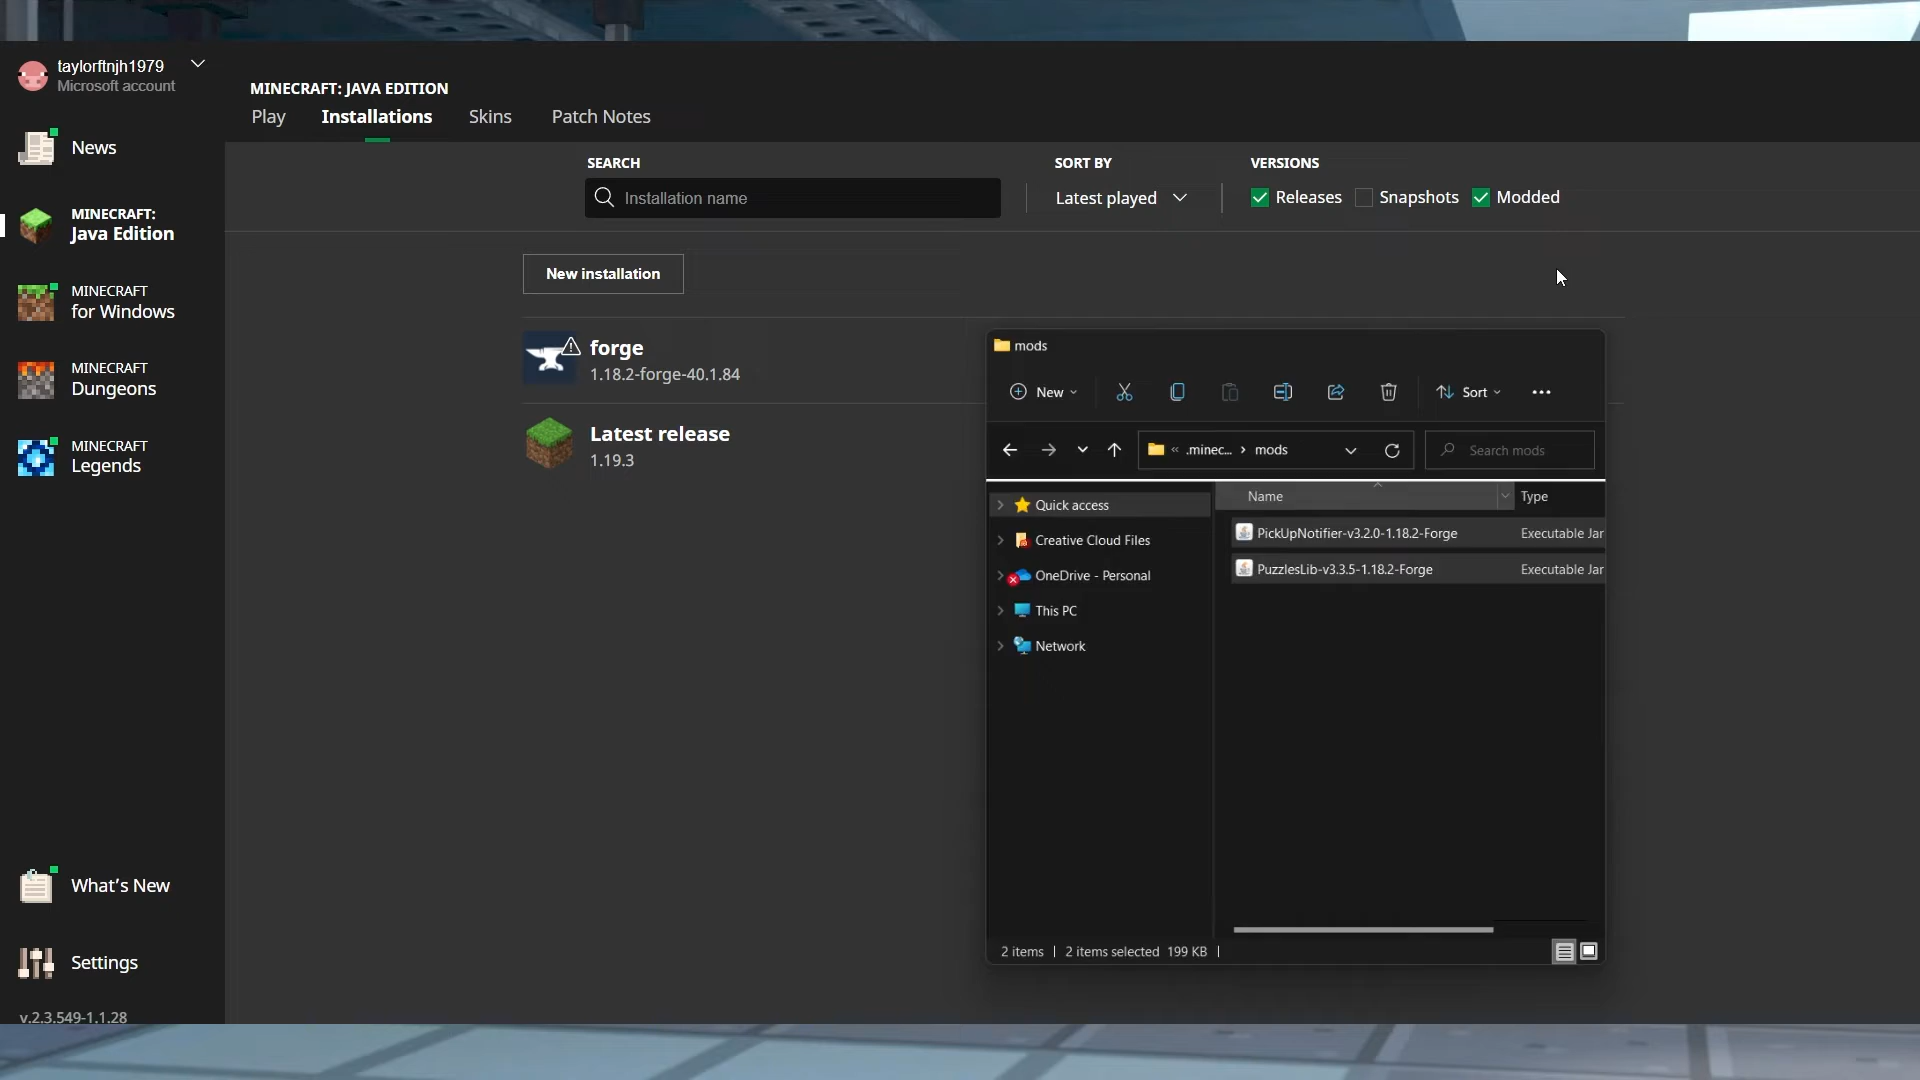 taylorftnjh1979
Microsoft account
News
MINECRAFT:
Java Edition
MINECRAFT
for Windows
MINECRAFT
Dungeons
MINECRAFT
Legends
What's New
Settings
v.2.3.549-1.1.28
MINECRAFT: JAVA EDITION
Play Installations Skins Patch Notes
SEARCH
Installation name
SORT BY
Latest played
VERSIONS
Releases Snapshots Modded
New installation
forge
1.18.2-forge-40.1.84
Latest release
1.19.3
mods
New Sort
« .minec... › mods
Search mods
Quick access
Creative Cloud Files
OneDrive - Personal
This PC
Network
Name Type
PickUpNotifier-v3.2.0-1.18.2-Forge Executable Jar
PuzzlesLib-v3.3.5-1.18.2-Forge Executable Jar
2 items 2 items selected 199 KB